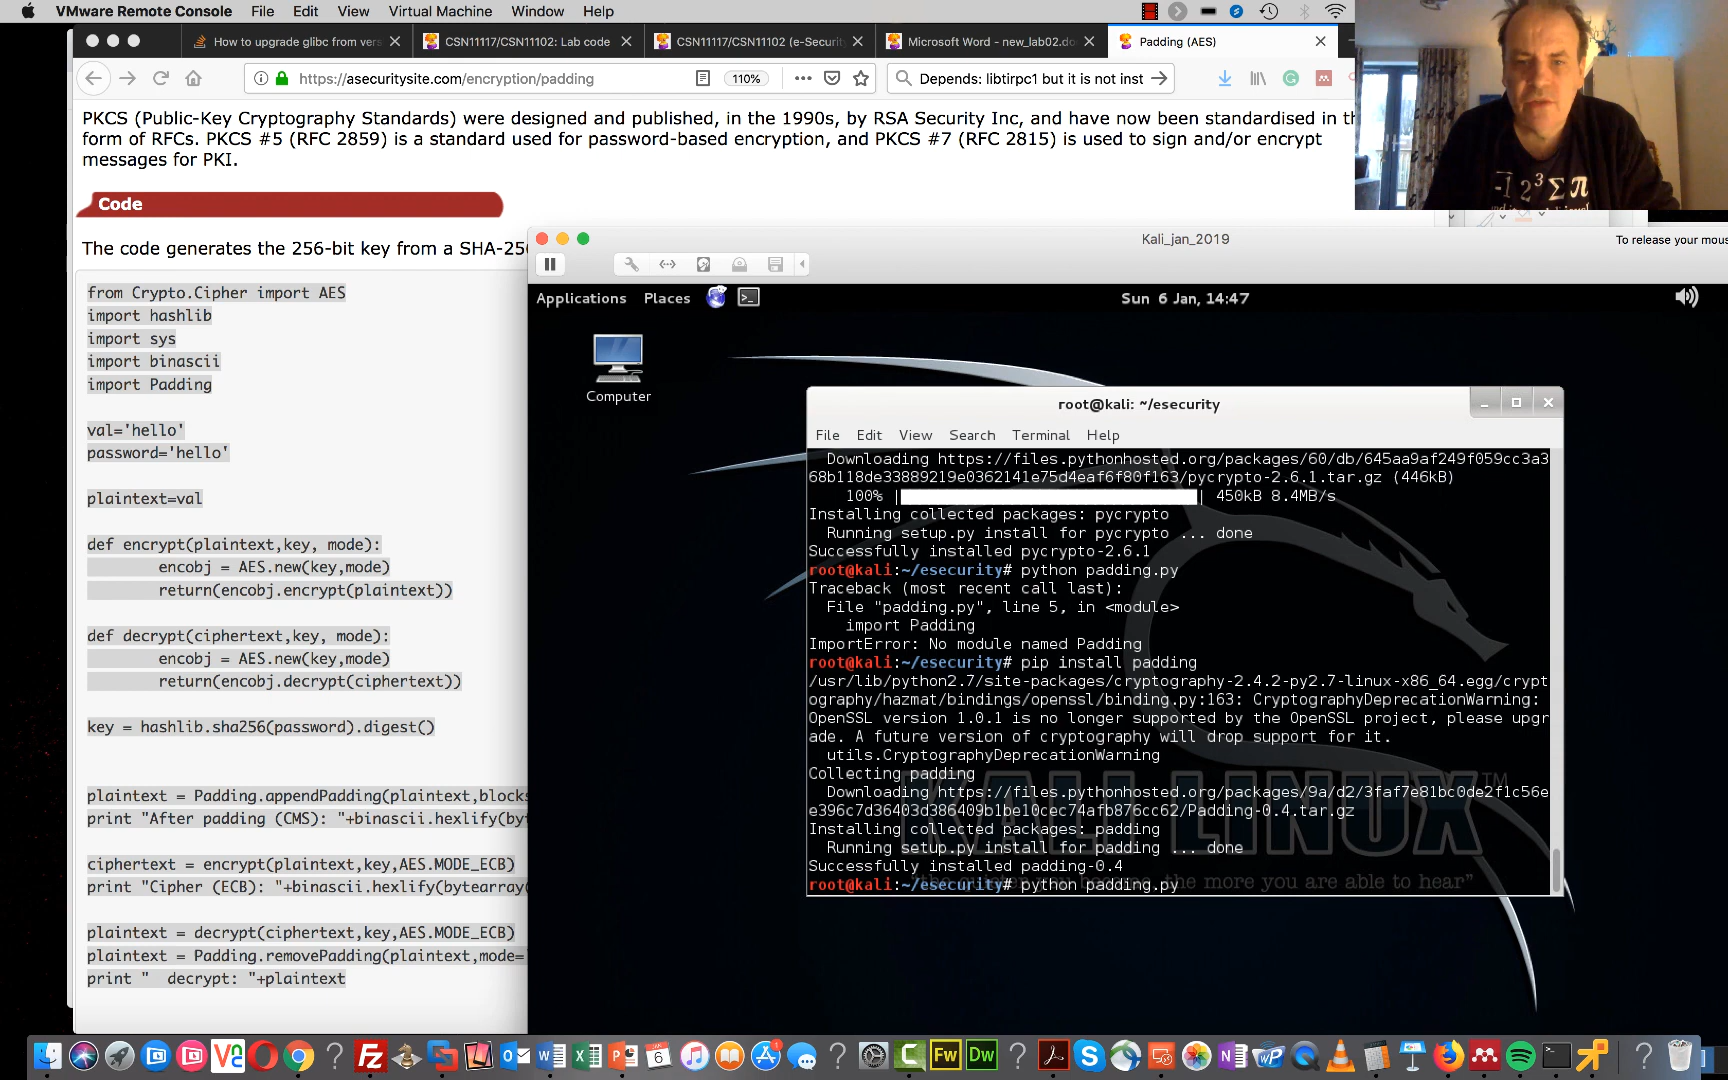 VMware Remote Console File Edit View Virtual Machine Window Help
How to upgrade glibc from vers
CSN11117/CSN11102: Lab code
CSN11117/CSN11102 (e-Securit
Microsoft Word - new_lab02.do
Padding (AES)
https://asecuritysite.com/encryption/padding
110%
Depends: libtirpc1 but it is not inst
PKCS (Public-Key Cryptography Standards) were designed and published, in the 1990s, by RSA Security Inc, and have now been standardised in th
form of RFCs. PKCS #5 (RFC 2859) is a standard used for password-based encryption, and PKCS #7 (RFC 2815) is used to sign and/or encrypt
messages for PKI.
Code
The code generates the 256-bit key from a SHA-25
from Crypto.Cipher import AES
import hashlib
import sys
import binascii
import Padding
val='hello'
password='hello'
plaintext=val
def encrypt(plaintext,key, mode):
encobj = AES.new(key,mode)
return(encobj.encrypt(plaintext))
def decrypt(ciphertext,key, mode):
encobj = AES.new(key,mode)
return(encobj.decrypt(ciphertext))
key = hashlib.sha256(password).digest()
plaintext = Padding.appendPadding(plaintext,blocks
print "After padding (CMS): "+binascii.hexlify(byt
ciphertext = encrypt(plaintext,key,AES.MODE_ECB)
print "Cipher (ECB): "+binascii.hexlify(bytearray(
plaintext = decrypt(ciphertext,key,AES.MODE_ECB)
plaintext = Padding.removePadding(plaintext,mode=
print "  decrypt: "+plaintext
Kali_jan_2019
To release your mous
Applications Places
Sun 6 Jan, 14:47
Computer
root@kali: ~/esecurity
File Edit View Search Terminal Help
Downloading https://files.pythonhosted.org/packages/60/db/645aa9af249f059cc3a3
68b118de33889219e0362141e75d4eaf6f80f163/pycrypto-2.6.1.tar.gz (446kB)
100% | | 450kB 8.4MB/s
Installing collected packages: pycrypto
Running setup.py install for pycrypto ... done
Successfully installed pycrypto-2.6.1
root@kali:~/esecurity# python padding.py
Traceback (most recent call last):
File "padding.py", line 5, in <module>
import Padding
ImportError: No module named Padding
root@kali:~/esecurity# pip install padding
/usr/lib/python2.7/site-packages/cryptography-2.4.2-py2.7-linux-x86_64.egg/crypt
ography/hazmat/bindings/openssl/binding.py:163: CryptographyDeprecationWarning:
OpenSSL version 1.0.1 is no longer supported by the OpenSSL project, please upgr
ade. A future version of cryptography will drop support for it.
utils.CryptographyDeprecationWarning
Collecting padding
Downloading https://files.pythonhosted.org/packages/9a/d2/3faf7e81bc0de2f1c56e
e396c7d36403d386409b1be10cec74afb876cc62/Padding-0.4.tar.gz
Installing collected packages: padding
Running setup.py install for padding ... done
Successfully installed padding-0.4
root@kali:~/esecurity# python padding.py
KALI LINUX™
the more you are able to hear"